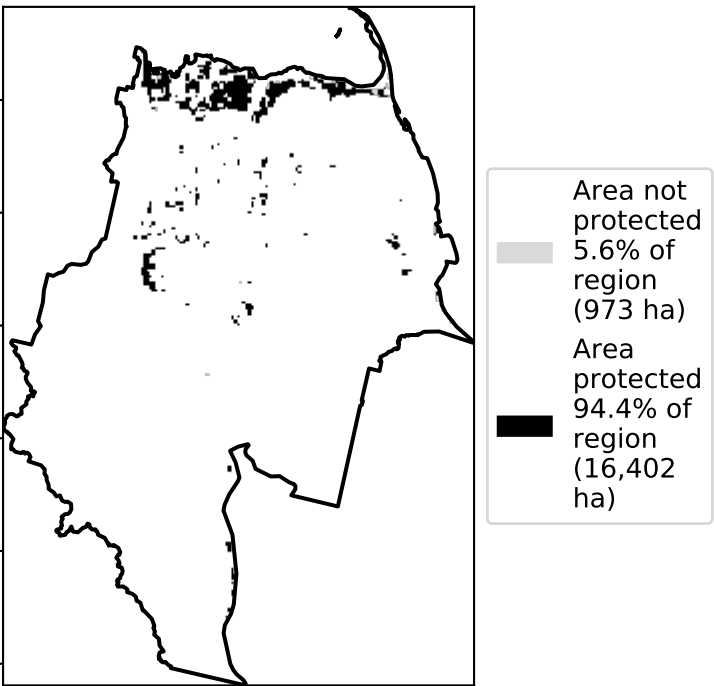 Area not
protected
5.6% of
region
(973 ha)
Area
protected
94.4% of
region
(16,402
ha)